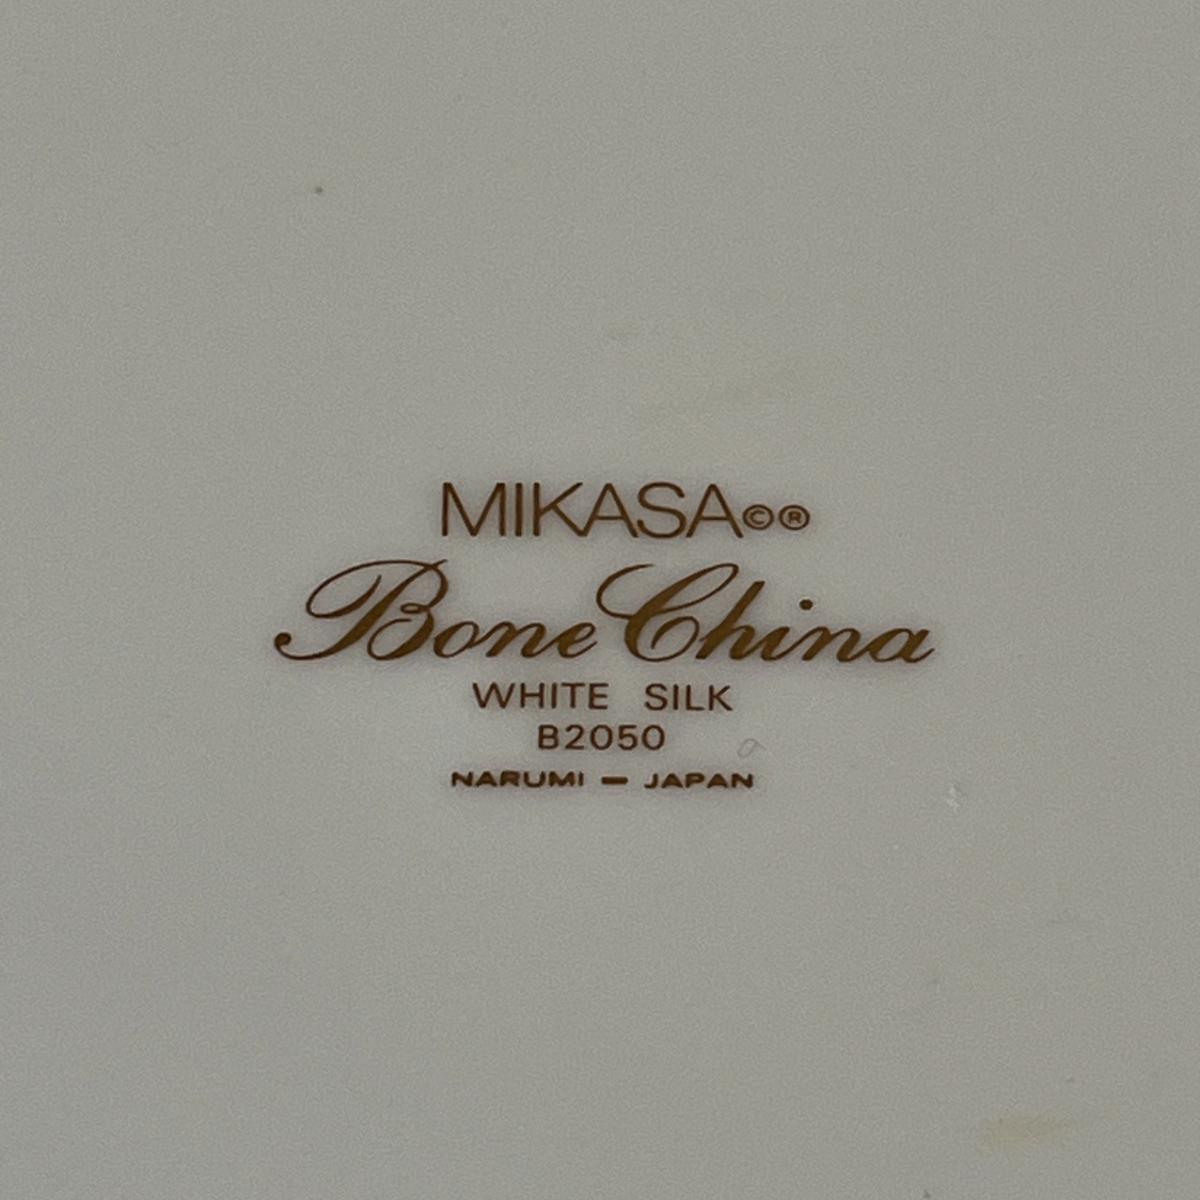 MIKASA©®
Bone China
WHITE SILK
B2050
NARUMI — JAPAN